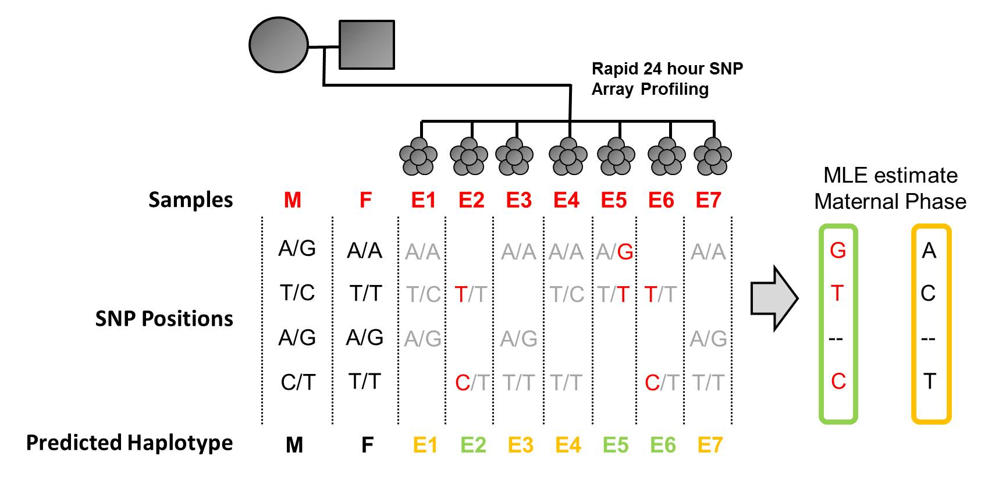 Rapid 24 hour SNP
Array Profiling
MLE estimate
Maternal Phase
Samples M F E1 E2 E3 E4 E5 E6 E7
A/G A/A A/A A/A A/A A/G A/A G A
T/C T/T T/C T/T T/C T/T T/T T C
SNP Positions
A/G A/G A/G A/G A/G -- --
C/T T/T C/T T/T T/T C/T T/T C T
Predicted Haplotype M F E1 E2 E3 E4 E5 E6 E7